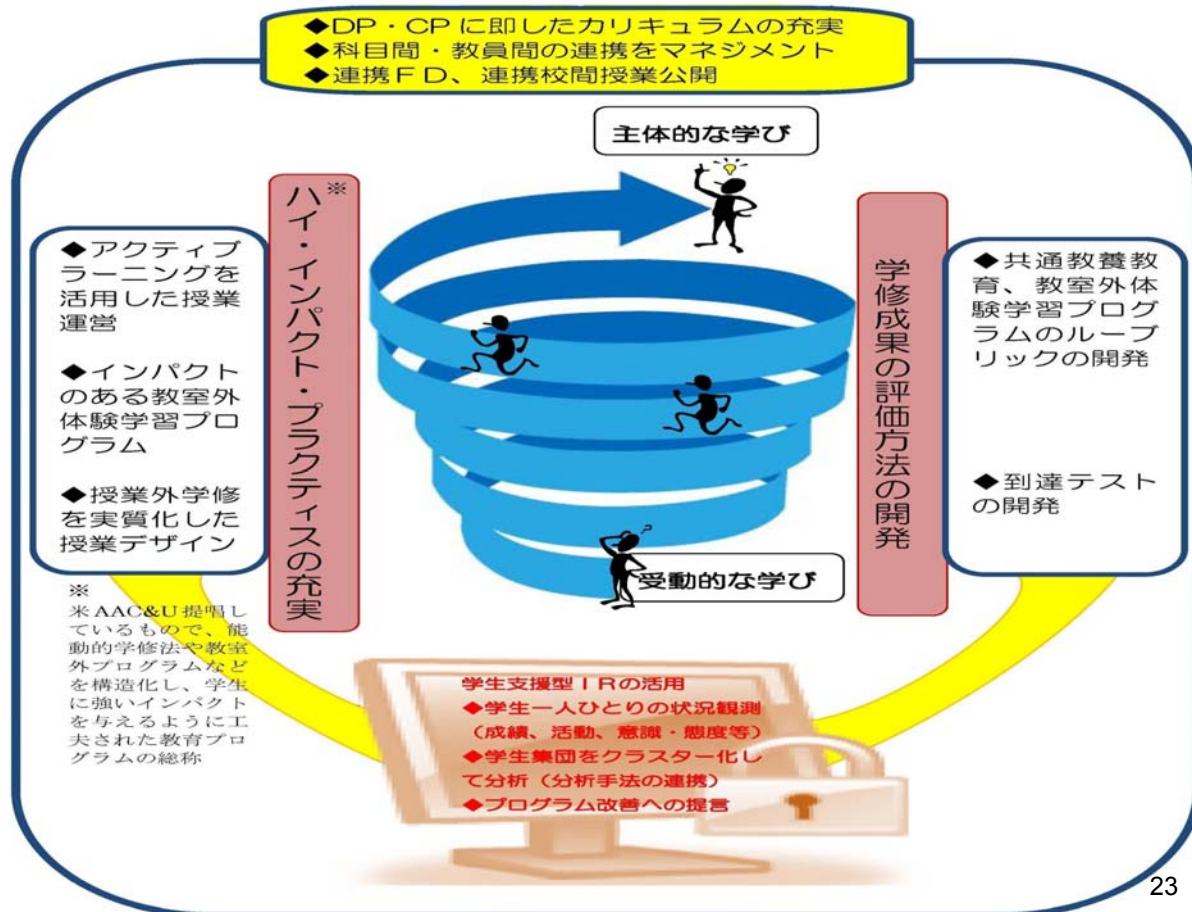 ◆DP・CPに即したカリキュラムの充実
◆科目間・教員間の連携をマネジメント
◆連携ＦＤ、連携校間授業公開
主体的な学び
※
ハイ・インパクト・プラクティスの充実
◆アクティブ
ラーニングを
活用した授業
運営
◆インパクト
のある教室外
体験学習プロ
グラム
◆授業外学修
を実質化した
授業デザイン
学修成果の評価方法の開発
◆共通教養教
育、教室外体
験学習プログ
ラムのルーブ
リックの開発
◆到達テスト
の開発
?
受動的な学び
※
米AAC&U提唱し
ているもので、能
動的学修法や教室
外プログラムなど
を構造化し、学生
に強いインパクト
を与えるように工
夫された教育プロ
グラムの総称
学生支援型ＩＲの活用
◆学生一人ひとりの状況観測
（成績、活動、意識・態度等）
◆学生集団をクラスター化し
て分析（分析手法の連携）
◆プログラム改善への提言
23